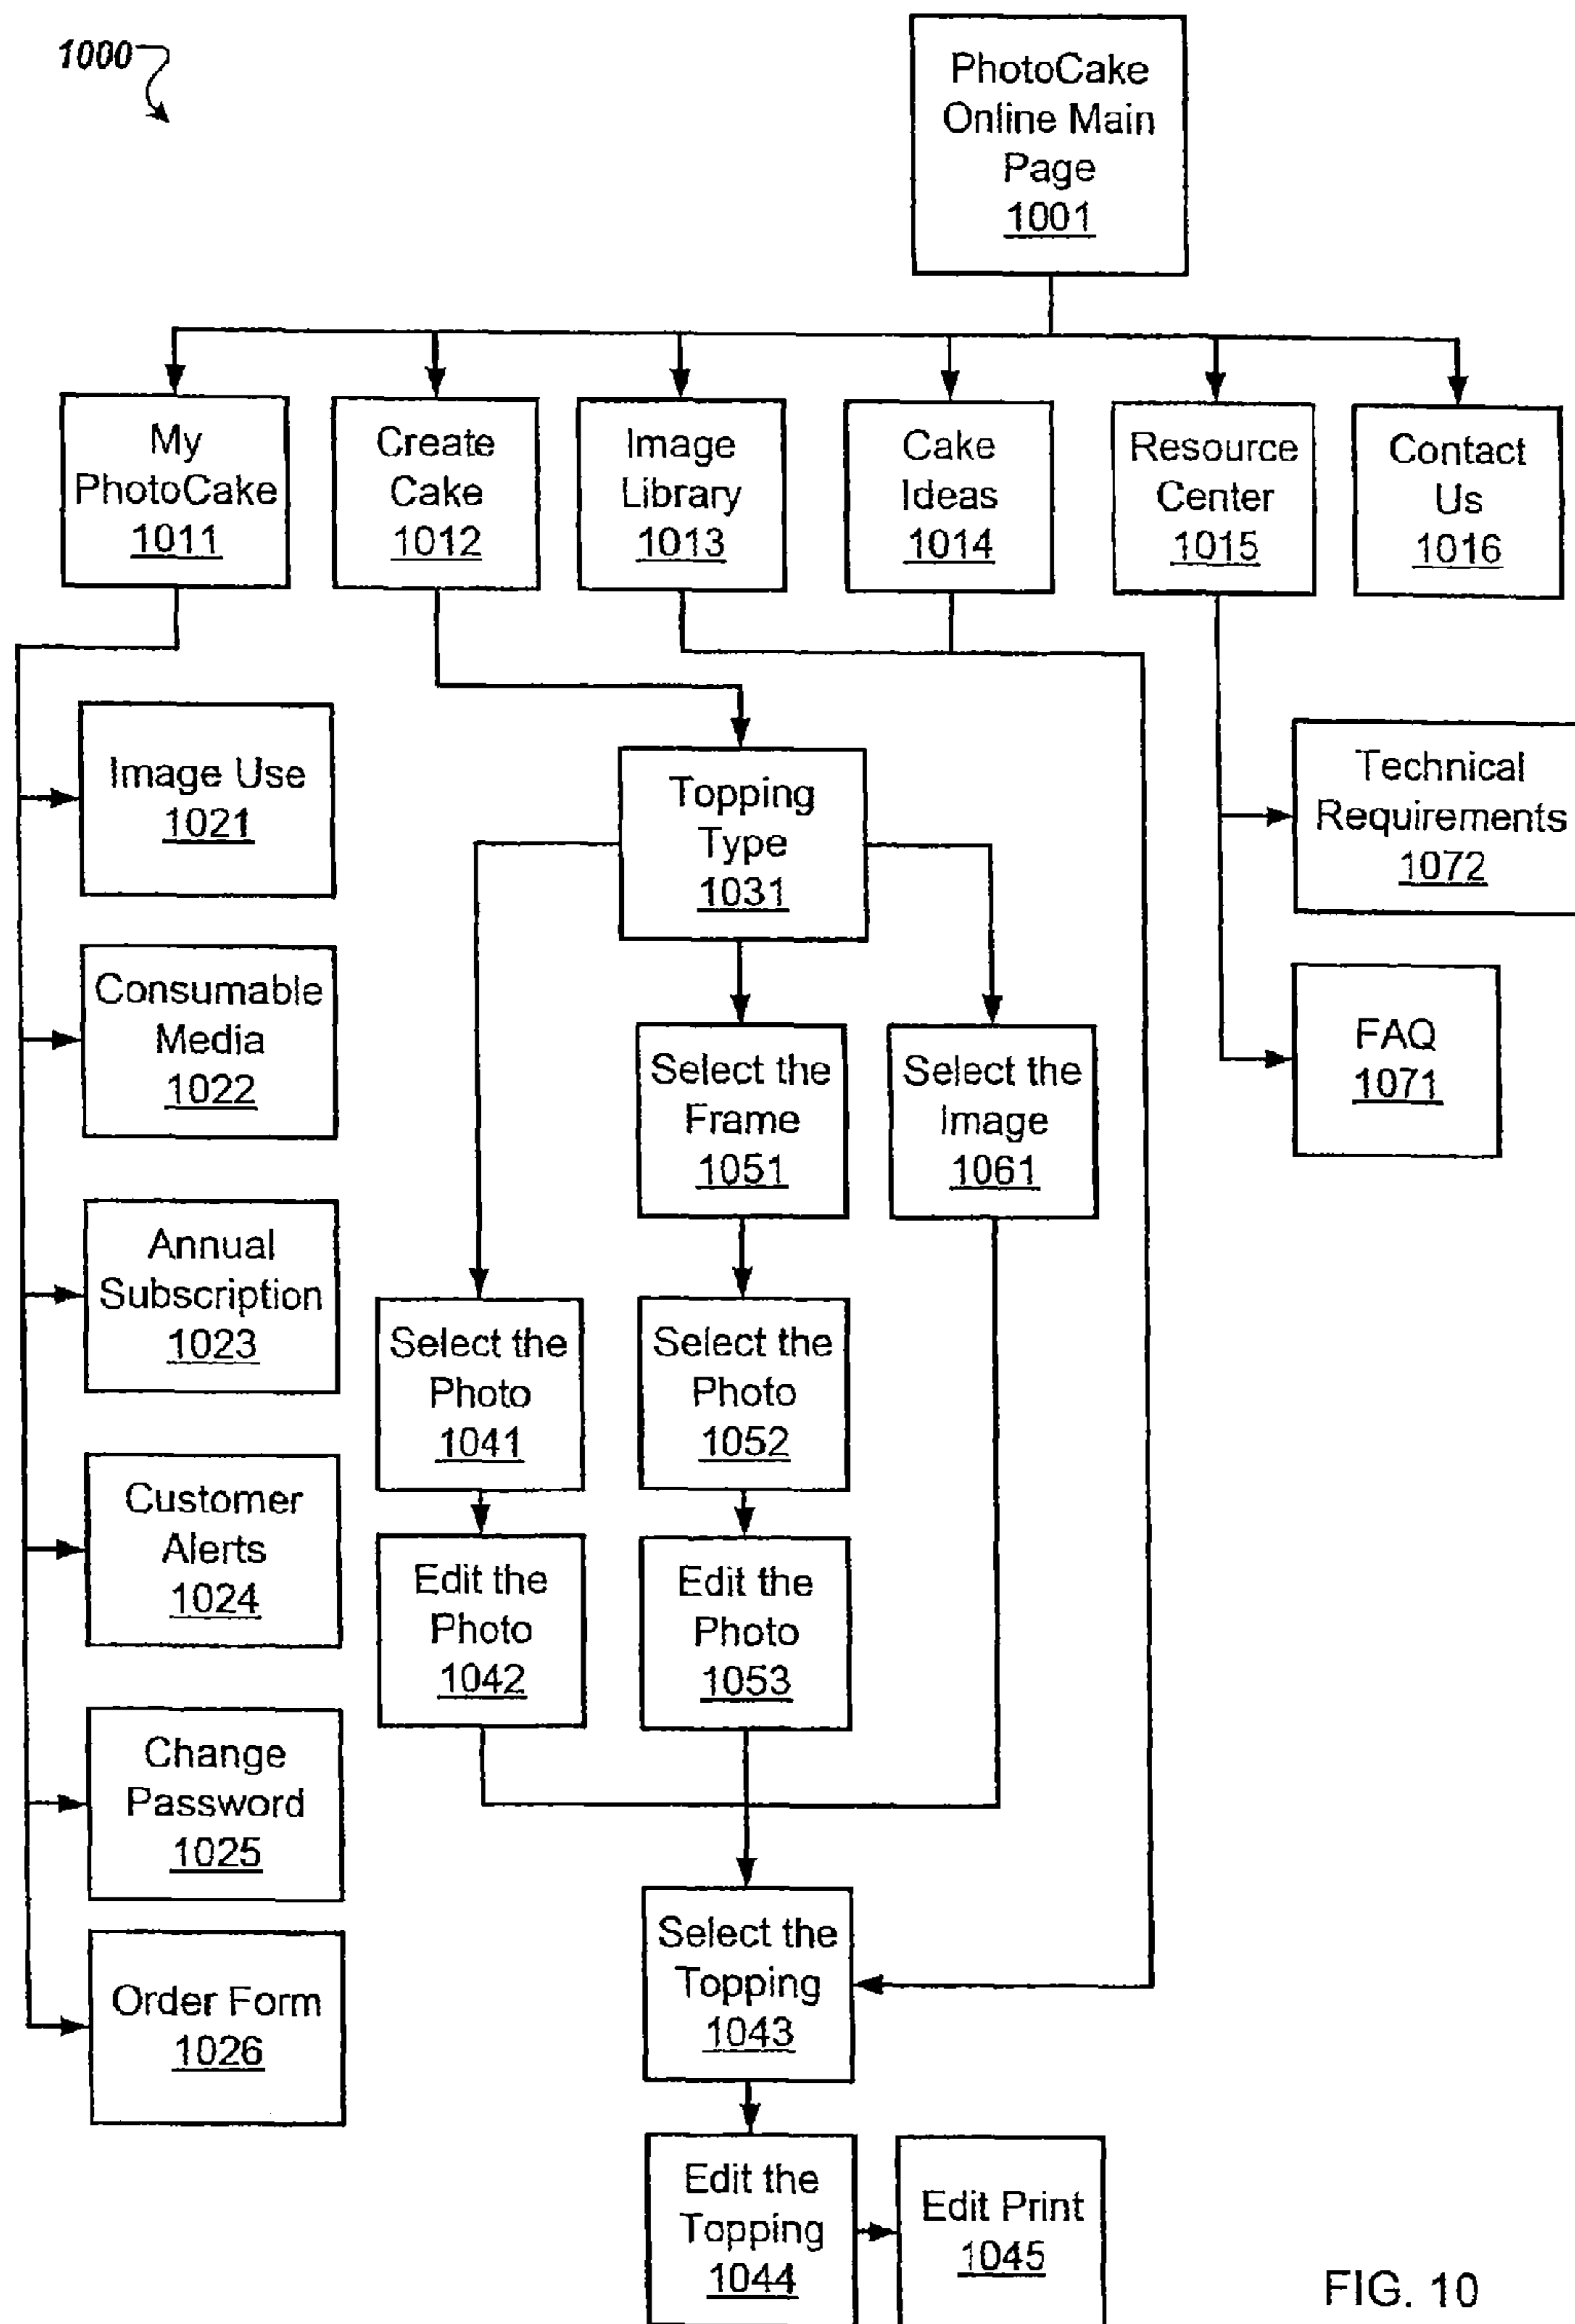 1000
PhotoCake
Online Main
Page
1001
My
PhotoCake
1011
Create
Cake
1012
Image
Library
1013
Cake
Ideas
1014
Resource
Center
1015
Contact
Us
1016
Image Use
1021
Consumable
Media
1022
Annual
Subscription
1023
Customer
Alerts
1024
Change
Password
1025
Order Form
1026
Topping
Type
1031
Select the
Photo
1041
Edit the
Photo
1042
Select the
Frame
1051
Select the
Photo
1052
Edit the
Photo
1053
Select the
Image
1061
Technical
Requirements
1072
FAQ
1071
Select the
Topping
1043
Edit the
Topping
1044
Edit Print
1045
FIG. 10